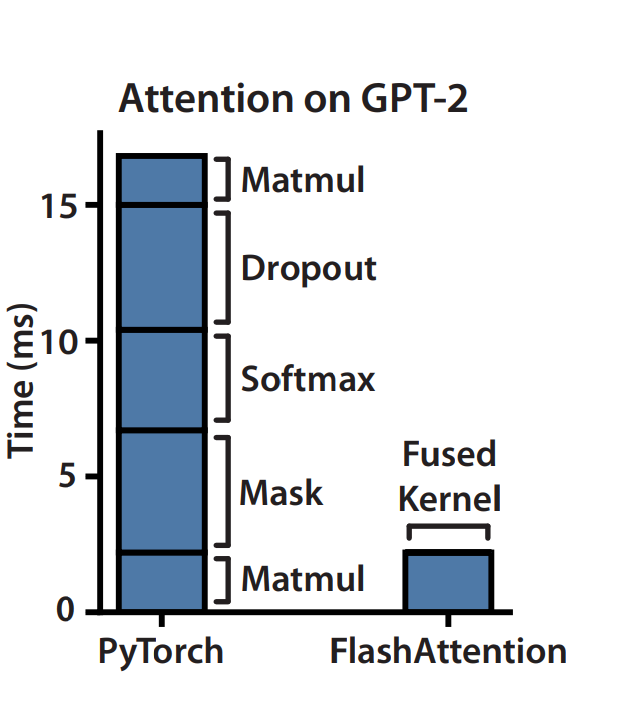 Attention on GPT-2
Time (ms)
15
10
5
0
Matmul
Dropout
Softmax
Mask
Matmul
Fused
Kernel
PyTorch
FlashAttention